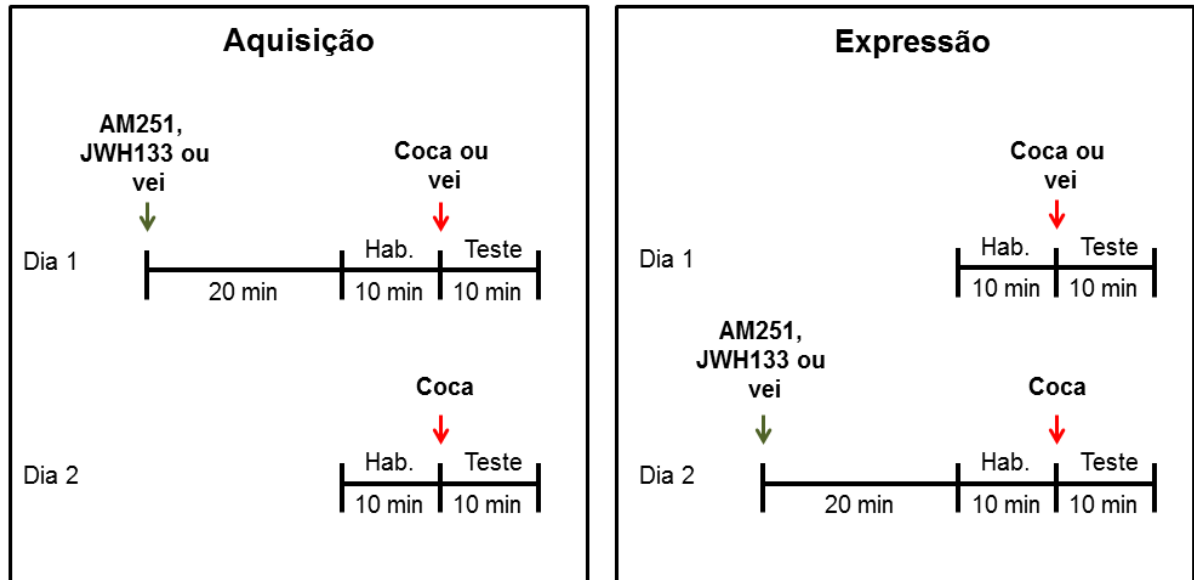 Aquisição
AM251,
JWH133 ou
vei
Coca ou
vei
Dia 1
Hab.
Teste
20 min
10 min
10 min
Coca
Dia 2
Hab.
Teste
10 min
10 min
Expressão
Coca ou
vei
Dia 1
Hab.
Teste
10 min
10 min
AM251,
JWH133 ou
vei
Coca
Dia 2
Hab.
Teste
20 min
10 min
10 min